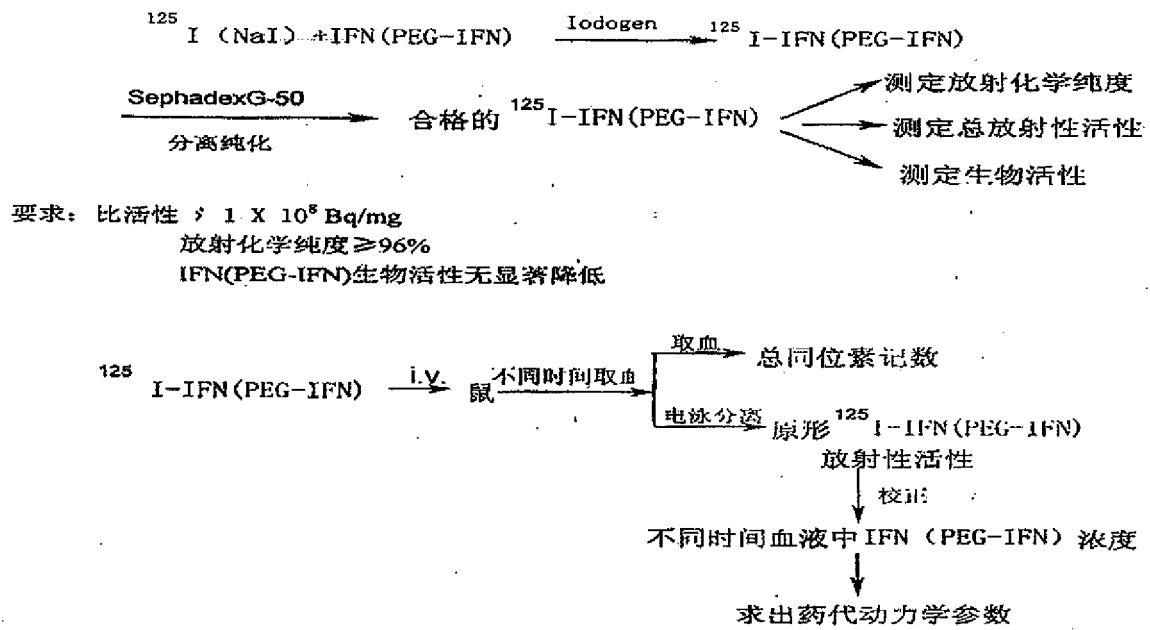 125 I (NaI) +IFN(PEG-IFN) Iodogen 125 I-IFN(PEG-IFN)
SephadexG-50
分离纯化
合格的 125 I-IFN(PEG-IFN)
测定放射化学纯度
测定总放射性活性
测定生物活性
要求: 比活性 1 X 10⁸ Bq/mg
放射化学纯度≥96%
IFN(PEG-IFN)生物活性无显著降低
125 I-IFN(PEG-IFN) i.v. 鼠 不同时间取血
取血 总同位素记数
电泳分离 原形 125 I-IFN(PEG-IFN)
放射性活性
校正
不同时间血液中IFN (PEG-IFN) 浓度
求出药代动力学参数